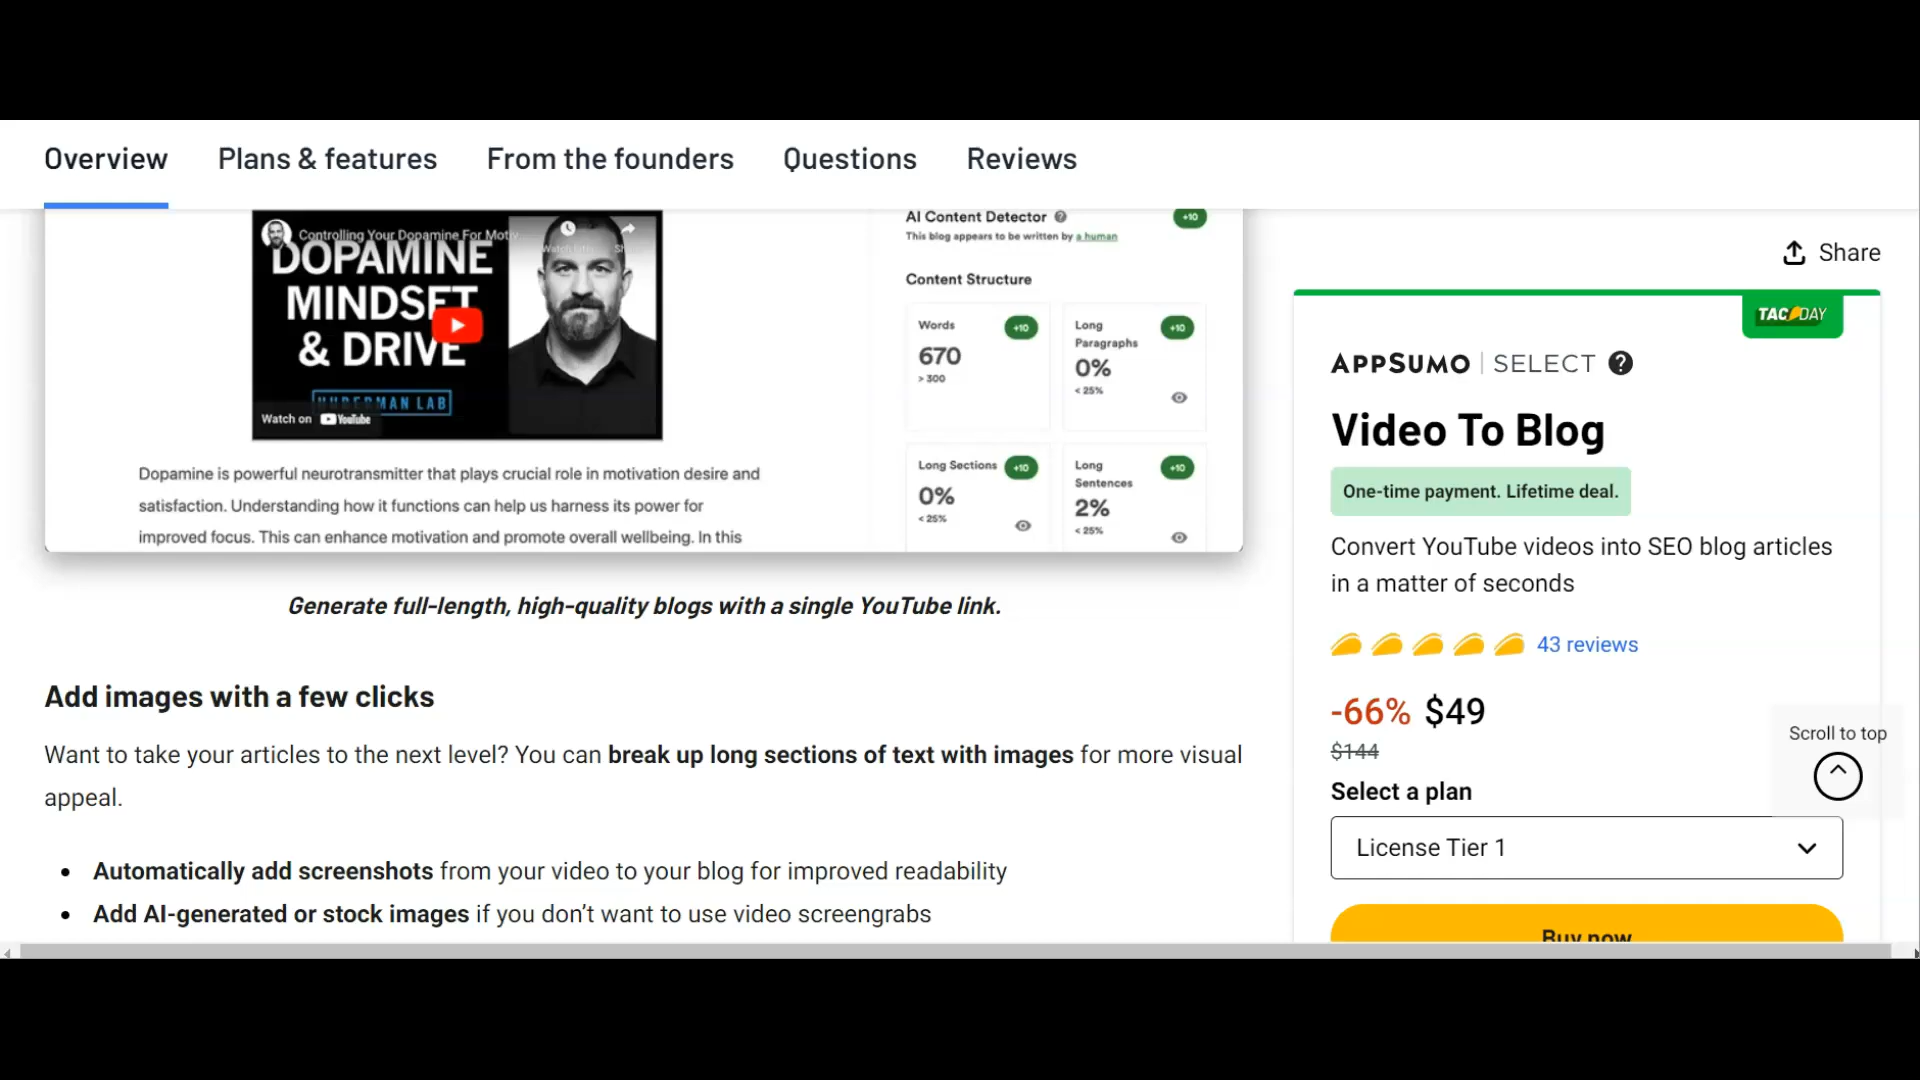 Overview Plans & features From the founders Questions Reviews
Controlling Your Dopamine For Motiv
DOPAMINE
MINDSET
& DRIVE
HUBERMAN LAB
Watch on YouTube
Dopamine is powerful neurotransmitter that plays crucial role in motivation desire and
satisfaction. Understanding how it functions can help us harness its power for
improved focus. This can enhance motivation and promote overall wellbeing. In this
AI Content Detector +10
This blog appears to be written by a human
Content Structure
Words +10
670
> 300
Long
Paragraphs +10
0%
< 25%
Long Sections +10
0%
< 25%
Long
Sentences +10
2%
< 25%
Generate full-length, high-quality blogs with a single YouTube link.
Add images with a few clicks
Want to take your articles to the next level? You can break up long sections of text with images for more visual
appeal.
• Automatically add screenshots from your video to your blog for improved readability
• Add AI-generated or stock images if you don’t want to use video screengrabs
Share
TACODAY
APPSUMO | SELECT ?
Video To Blog
One-time payment. Lifetime deal.
Convert YouTube videos into SEO blog articles
in a matter of seconds
43 reviews
-66% $49
$144
Scroll to top
Select a plan
License Tier 1
Buy now